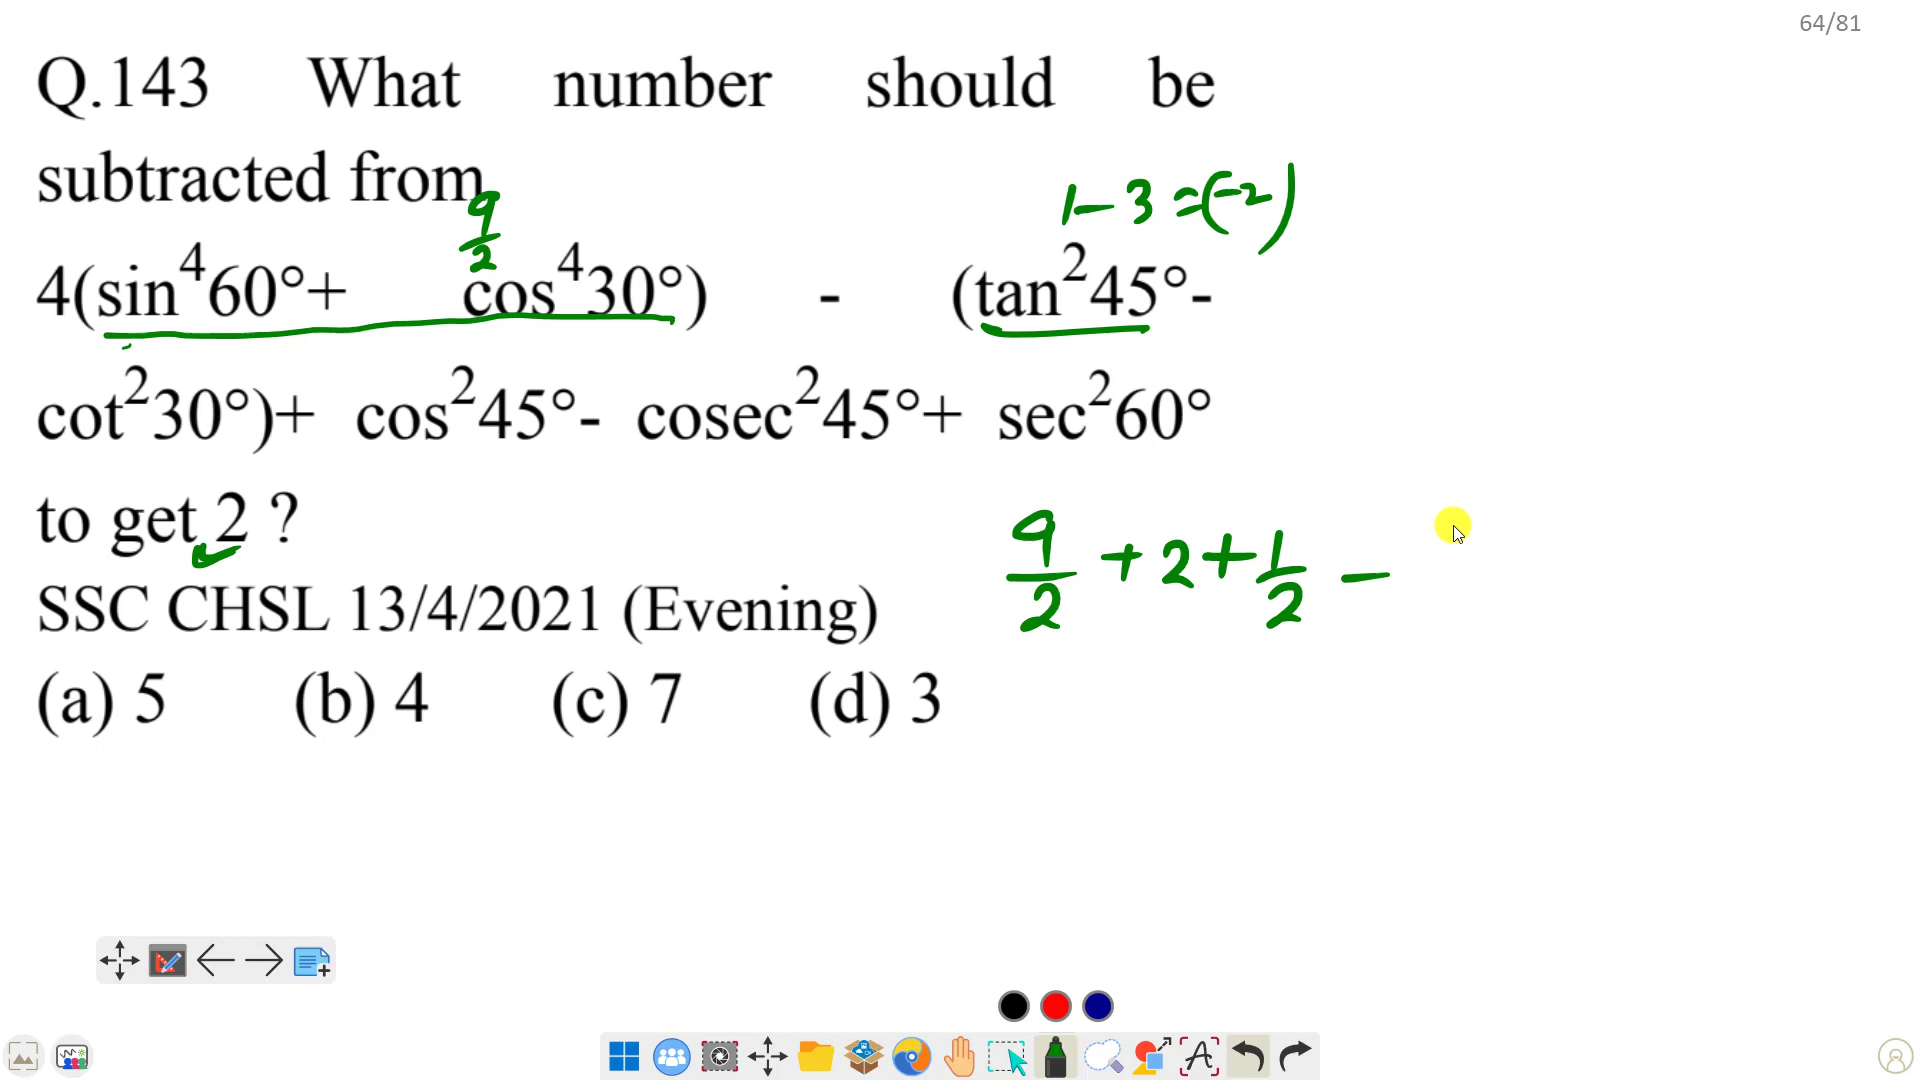 64/81
Q.143 What number should be
subtracted from
1 - 3 = (-2)
9/2
4(sin⁴60°+ cos⁴30°) - (tan²45°-
cot²30°)+ cos²45°- cosec²45°+ sec²60°
to get 2 ?
9/2 + 2 + 1/2 -
SSC CHSL 13/4/2021 (Evening)
(a) 5 (b) 4 (c) 7 (d) 3